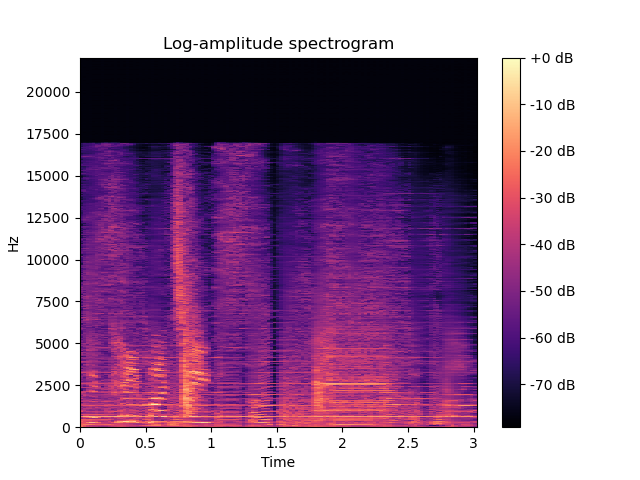 Log-amplitude spectrogram
Hz
20000
17500
15000
12500
10000
7500
5000
2500
0
0 0.5 1 1.5 2 2.5 3
Time
+0 dB
-10 dB
-20 dB
-30 dB
-40 dB
-50 dB
-60 dB
-70 dB